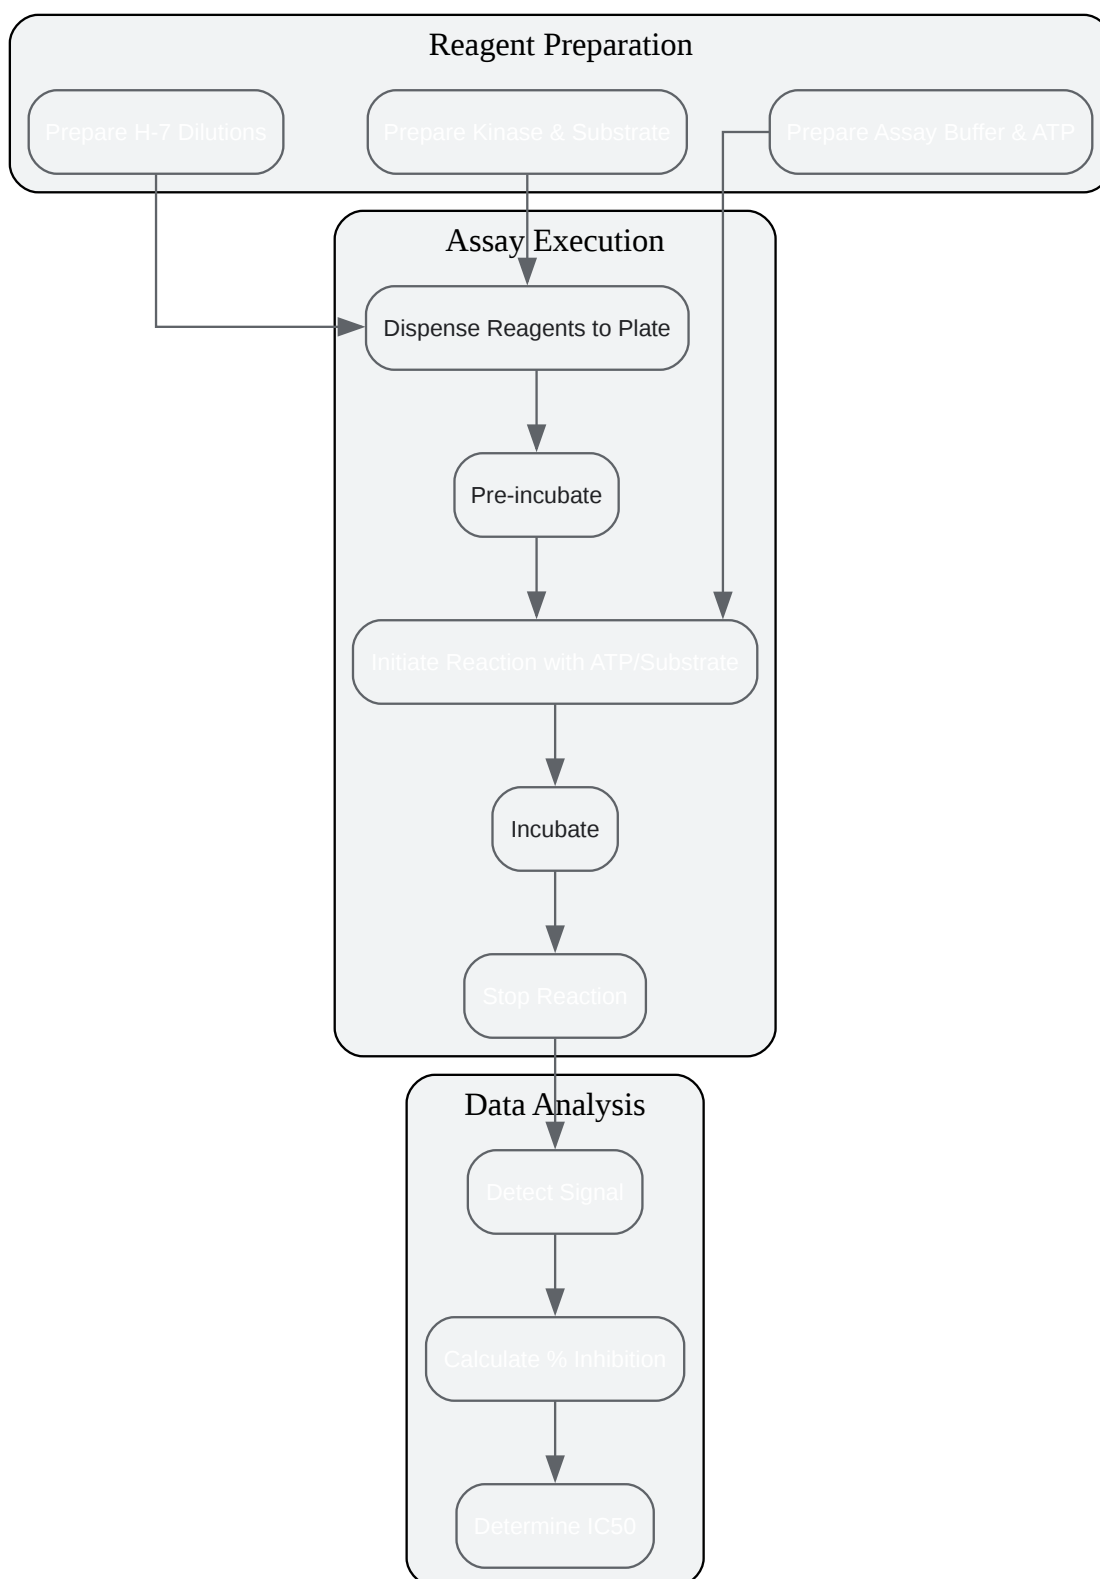 Reagent Preparation
Prepare H-7 Dilutions
Prepare Kinase & Substrate
Prepare Assay Buffer & ATP
Assay Execution
Dispense Reagents to Plate
Pre-incubate
Initiate Reaction with ATP/Substrate
Incubate
Stop Reaction
Data Analysis
Detect Signal
Calculate % Inhibition
Determine IC50